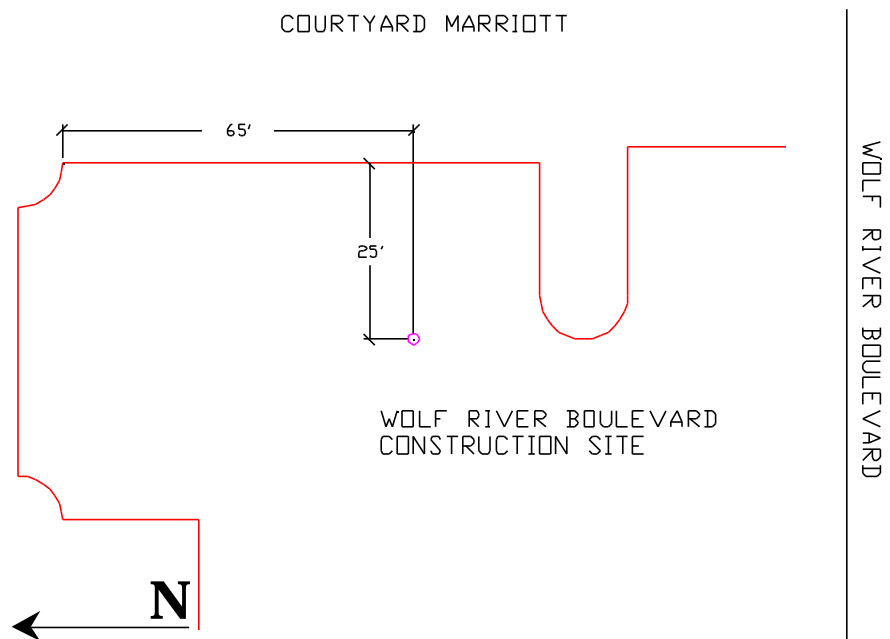 COURTYARD MARRIOTT
65'
25'
WOLF RIVER BOULEVARD
CONSTRUCTION SITE
WOLF RIVER BOULEVARD
N